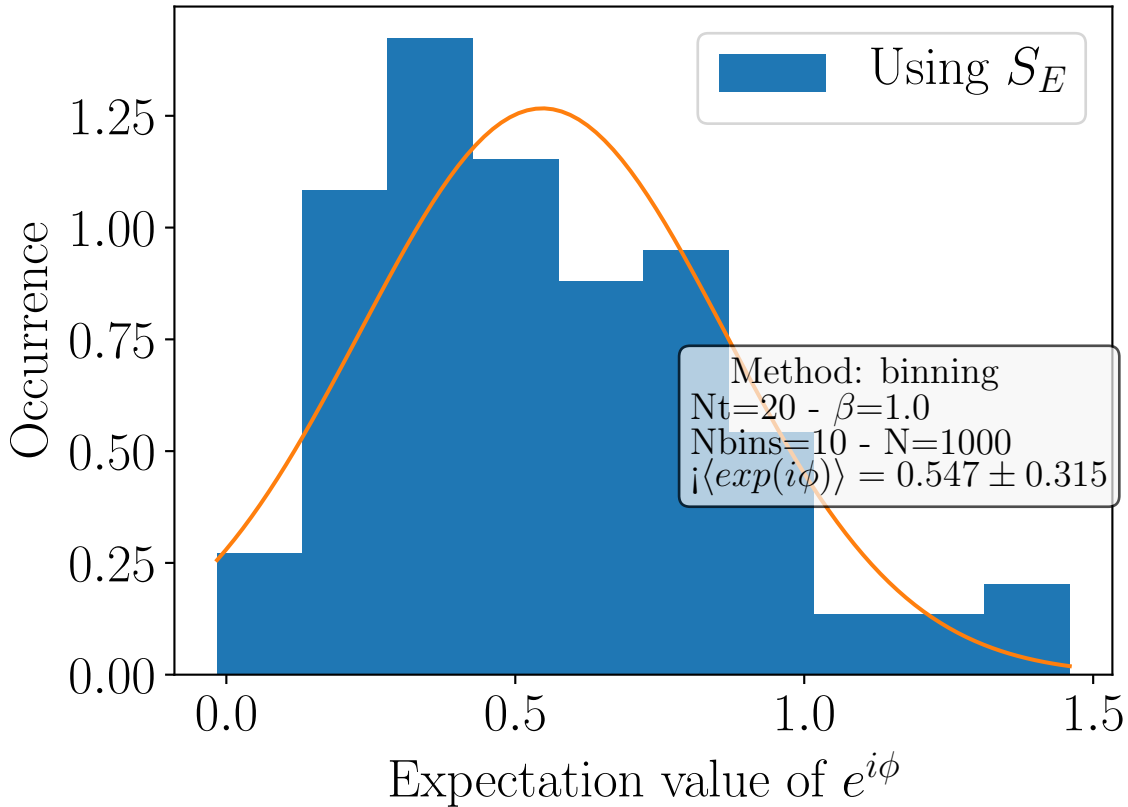 Using $S_E$
1.25
1.00
0.75
0.50
0.25
0.00
Occurrence
Method: binning
Nt=20 - β=1.0
Nbins=10 - N=1000
¡⟨exp(iϕ)⟩ = 0.547 ± 0.315
0.0 0.5 1.0 1.5
Expectation value of $e^{iϕ}$